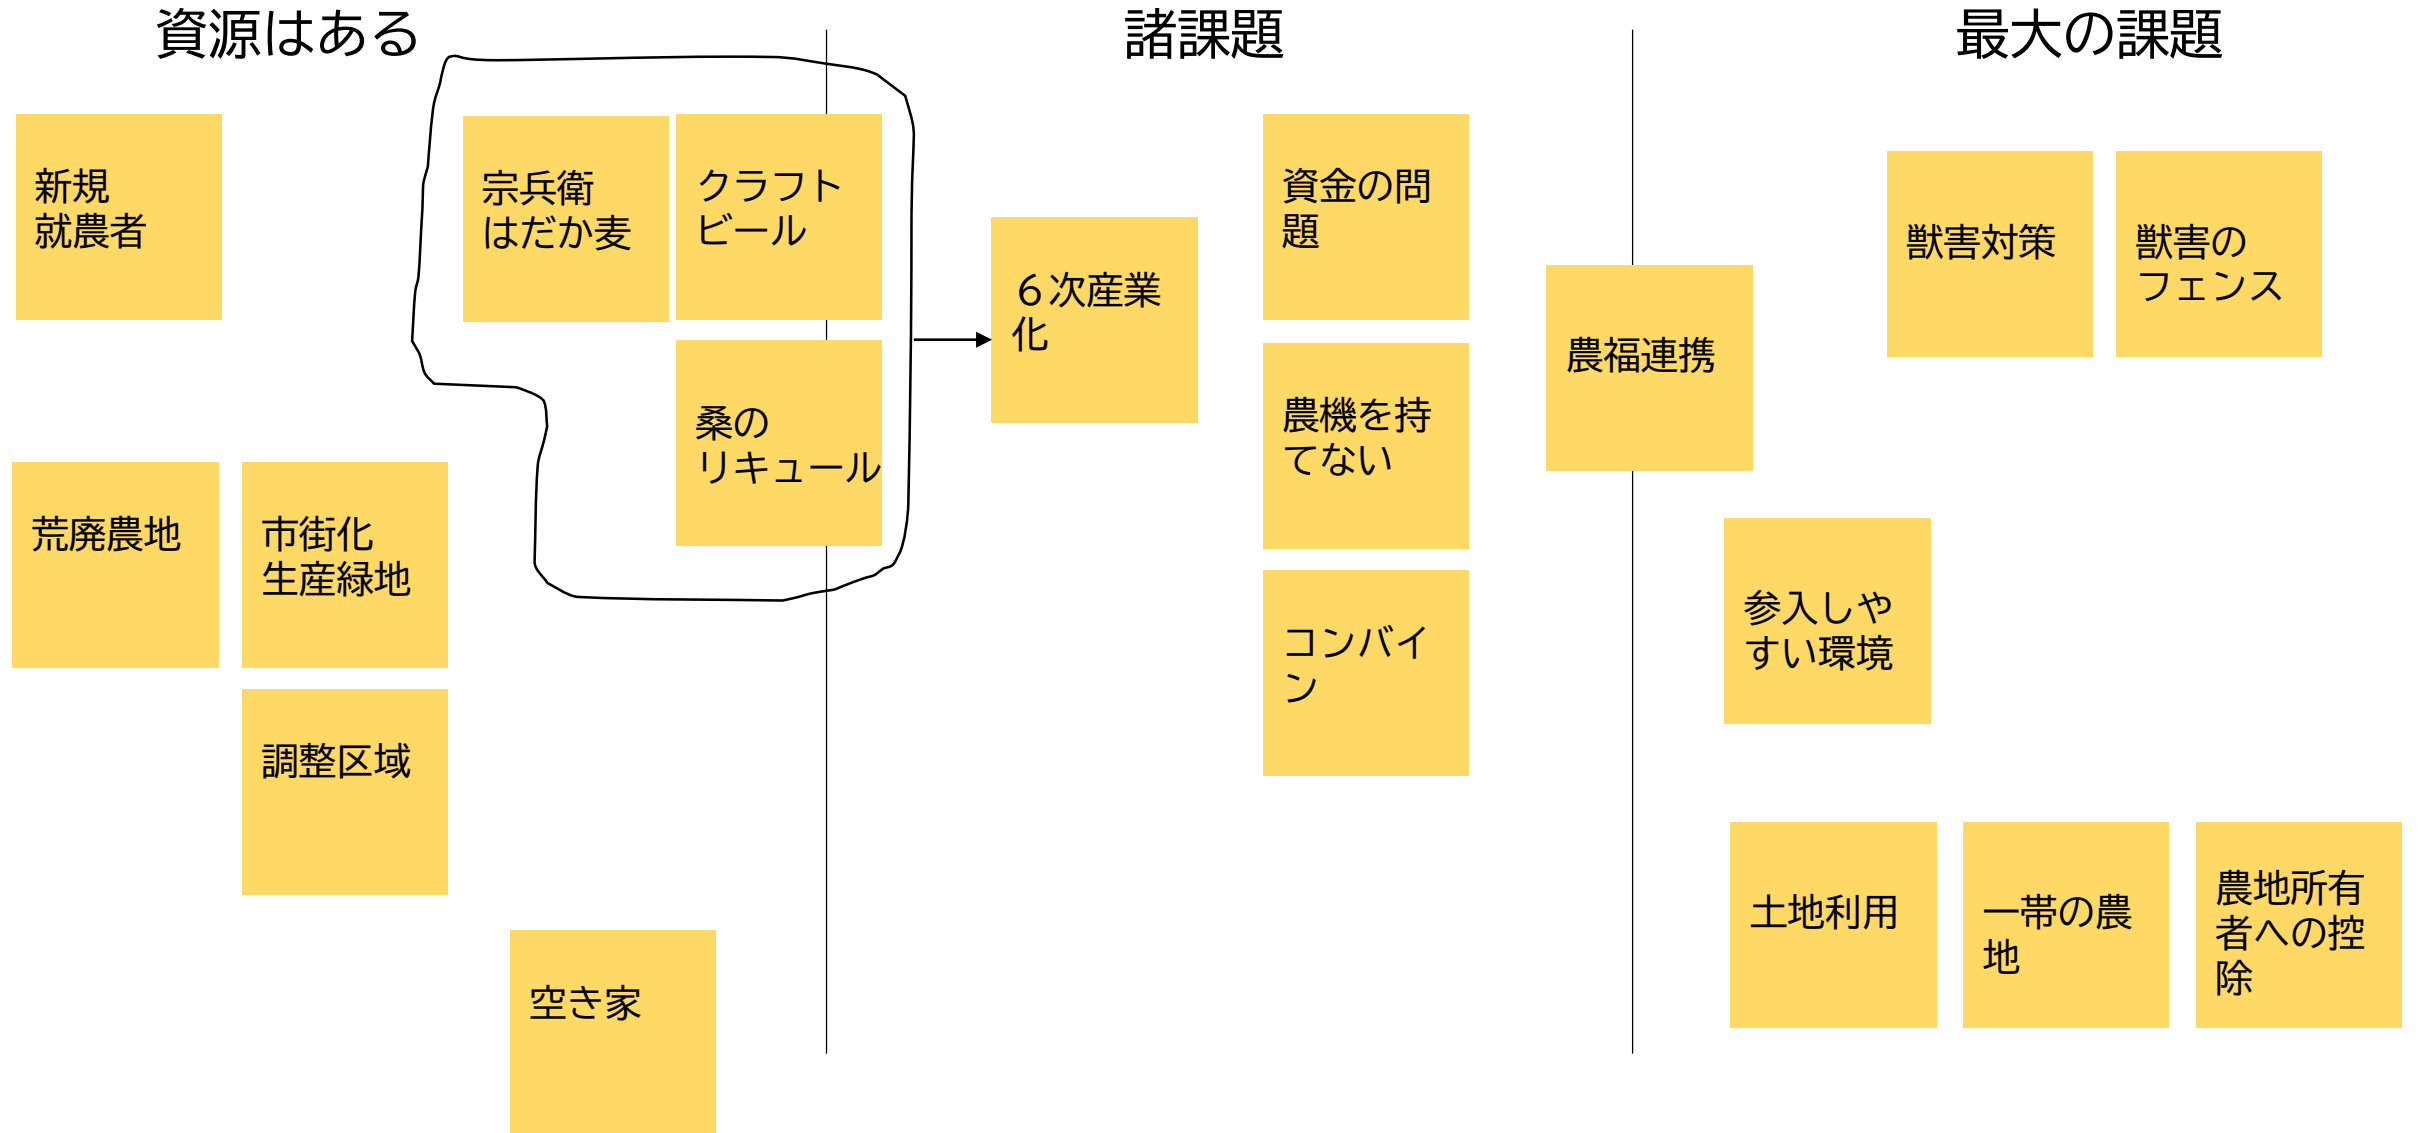 資源はある
諸課題
最大の課題
新規
就農者
宗兵衛
はだか麦
クラフト
ビール
桑の
リキュール
荒廃農地
市街化
生産緑地
調整区域
空き家
６次産業
化
資金の問
題
農機を持
てない
コンバイ
ン
農福連携
獣害対策
獣害の
フェンス
参入しや
すい環境
土地利用
一帯の農
地
農地所有
者への控
除